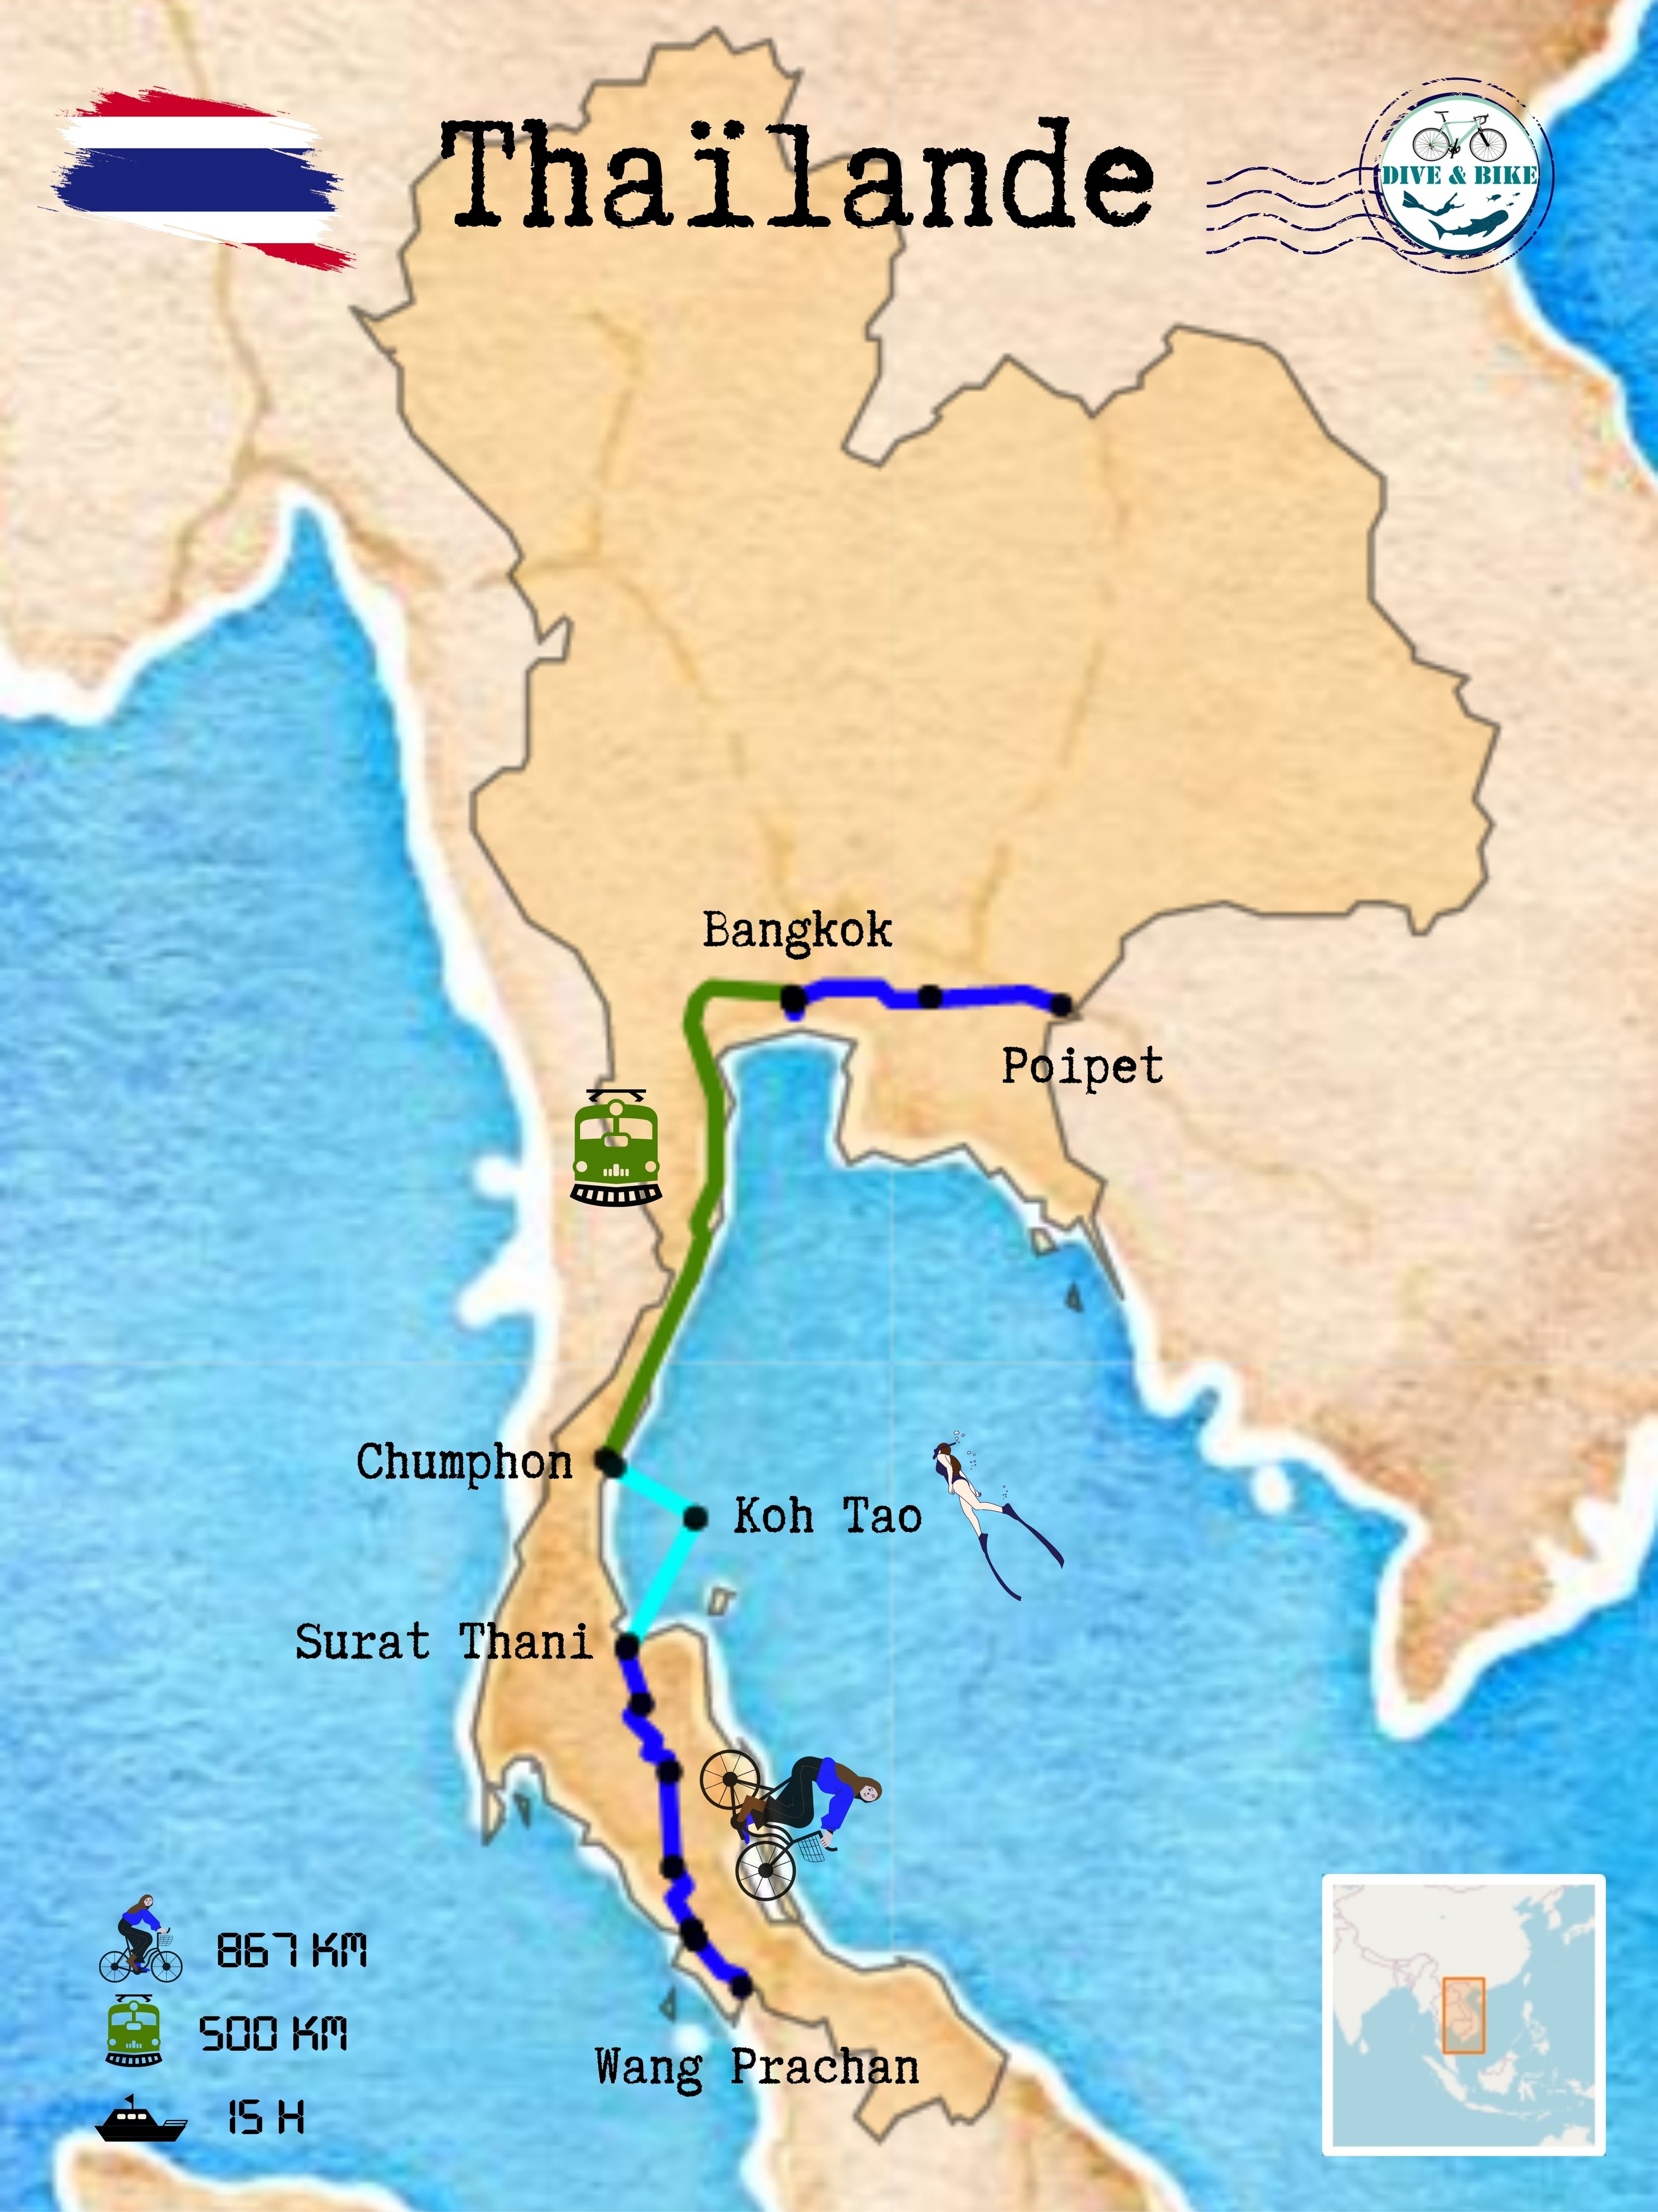 Thaïlande
DIVE & BIKE
Bangkok
Poipet
Chumphon
Koh Tao
Surat Thani
867 KM
500 KM
Wang Prachan
15 H